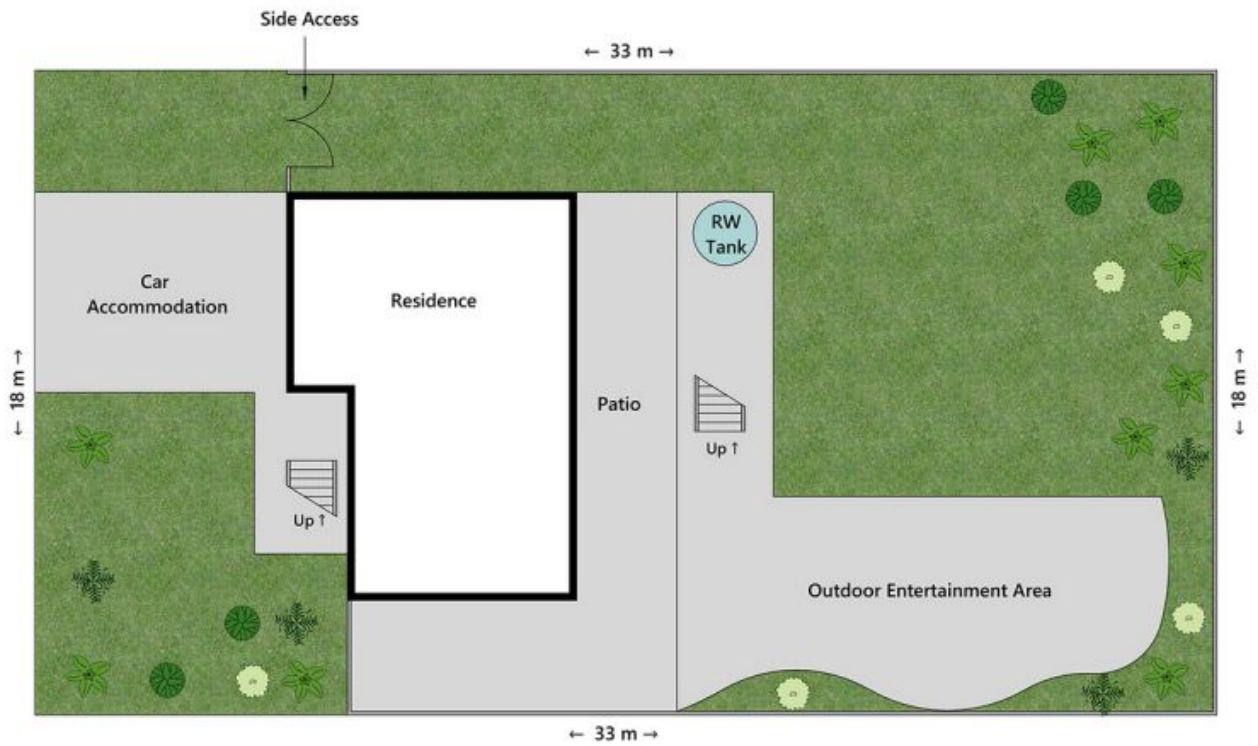 Side Access
← 33 m →
RW
Tank
Car
Accommodation
Residence
← 18 m →
Patio
← 18 m →
Up ↑
Up ↑
Outdoor Entertainment Area
← 33 m →